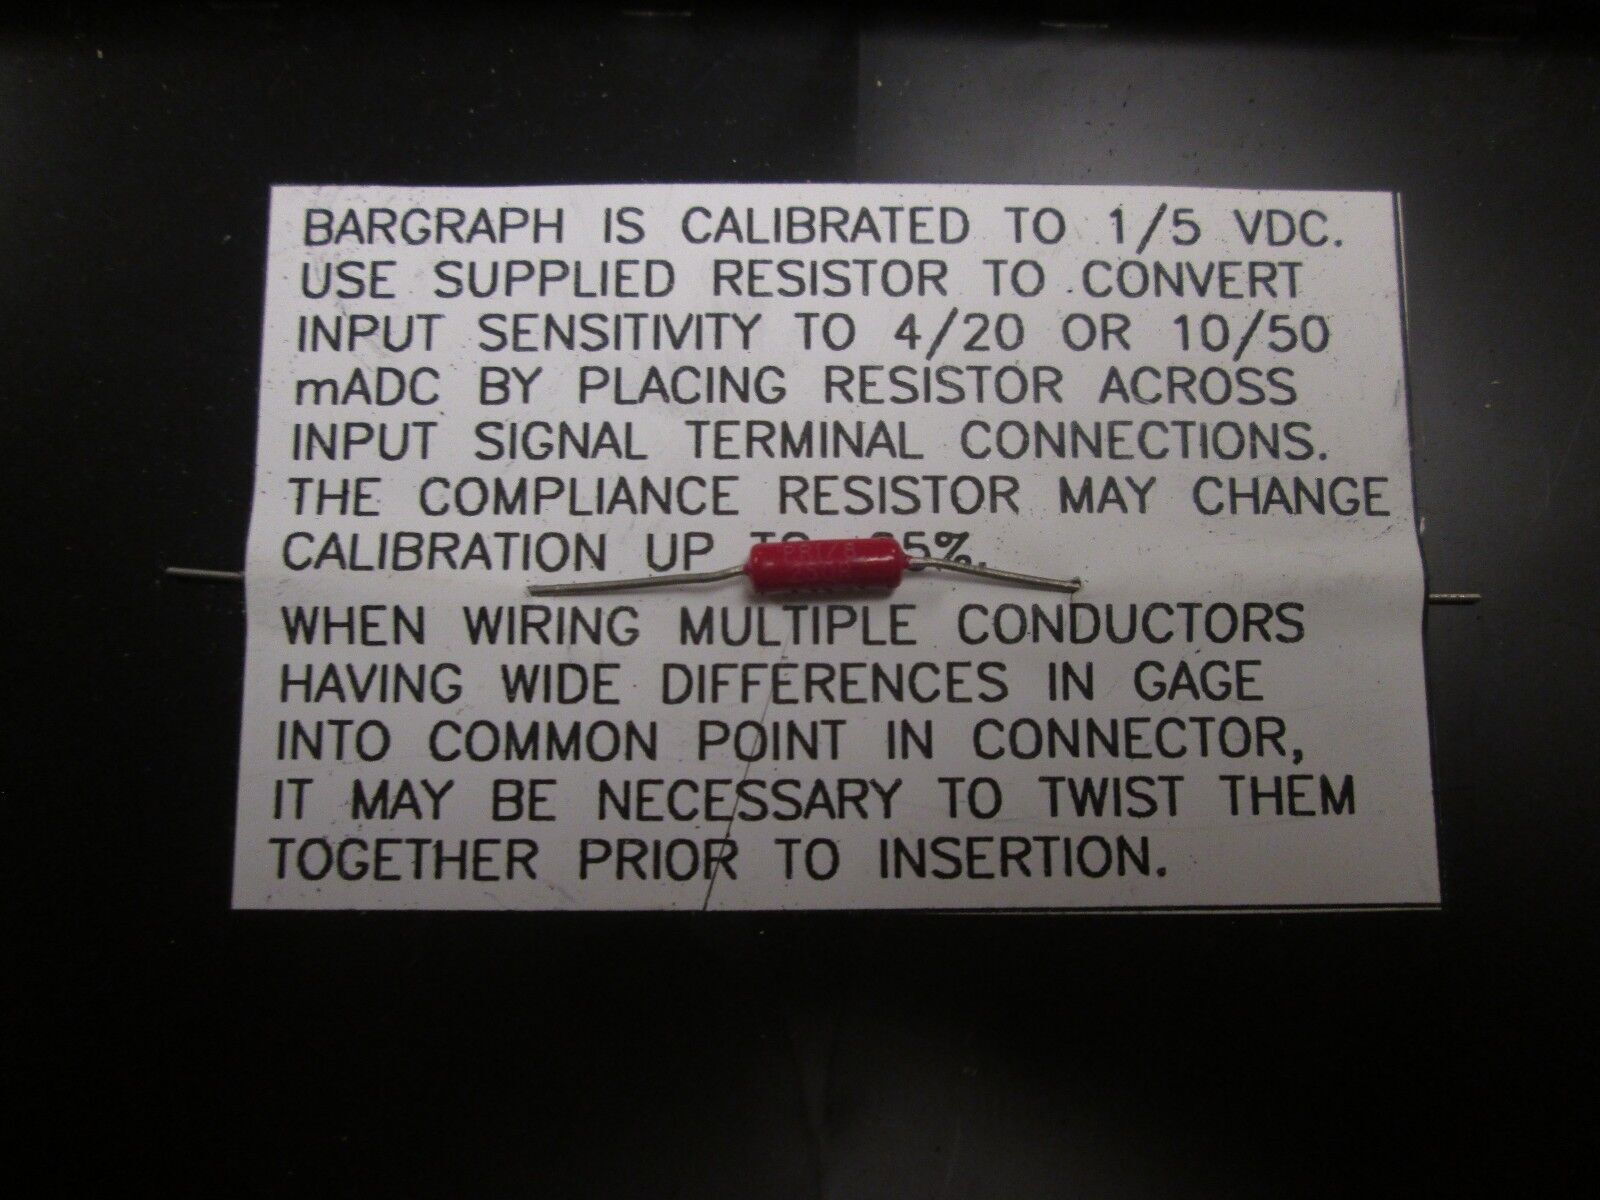 BARGRAPH IS CALIBRATED TO 1/5 VDC.
USE SUPPLIED RESISTOR TO CONVERT
INPUT SENSITIVITY TO 4/20 OR 10/50
mADC BY PLACING RESISTOR ACROSS
INPUT SIGNAL TERMINAL CONNECTIONS.
THE COMPLIANCE RESISTOR MAY CHANGE
CALIBRATION UP TO
WHEN WIRING MULTIPLE CONDUCTORS
HAVING WIDE DIFFERENCES IN GAGE
INTO COMMON POINT IN CONNECTOR,
IT MAY BE NECESSARY TO TWIST THEM
TOGETHER PRIOR TO INSERTION.